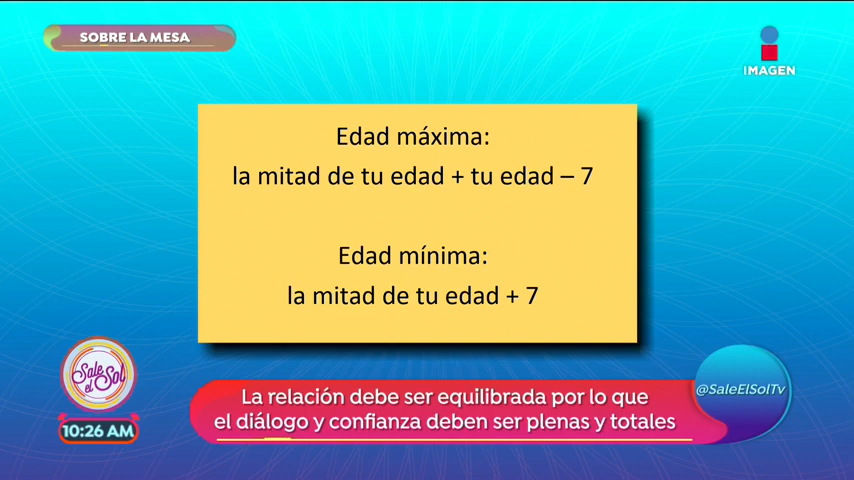 SOBRE LA MESA
IMAGEN
Edad máxima:
la mitad de tu edad + tu edad – 7
Edad mínima:
la mitad de tu edad + 7
Sale el Sol
10:26 AM
La relación debe ser equilibrada por lo que
el diálogo y confianza deben ser plenas y totales
@SaleElSolTv